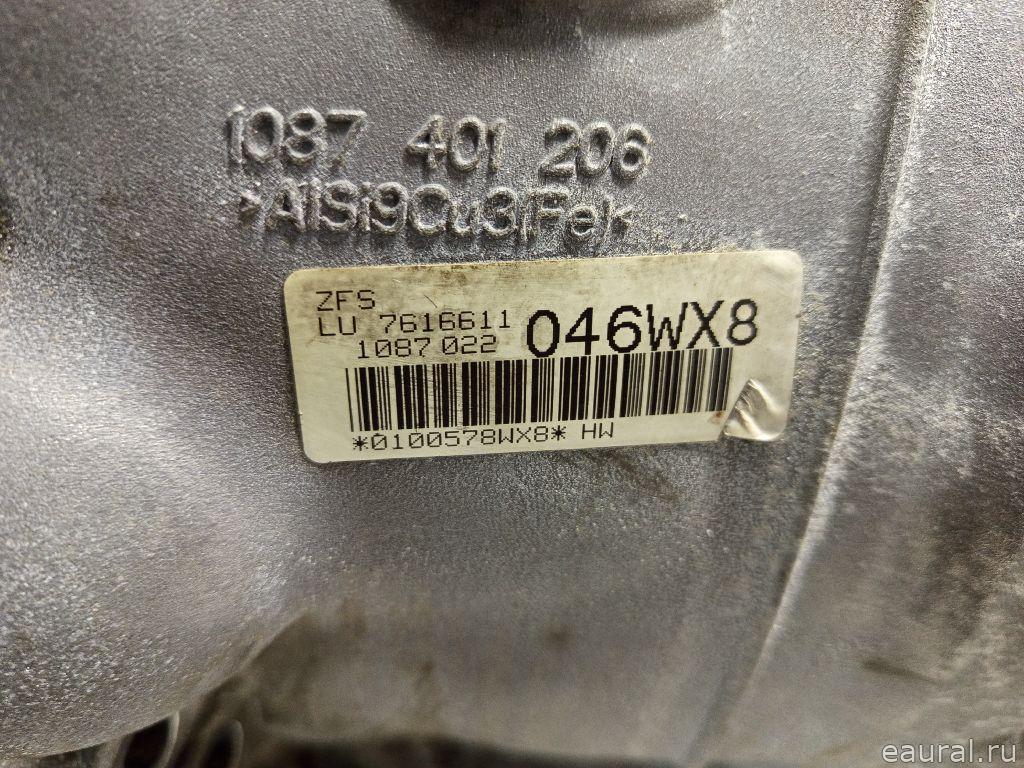 1087 401 206
>AlSi9Cu3(Fe)<
ZFS
LU 7616611
1087 022
046WX8
*0100578WX8* HW
eaural.ru